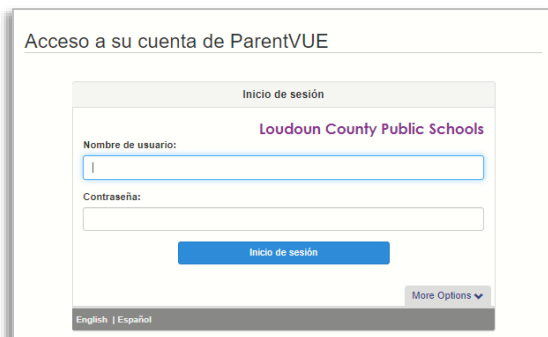 Acceso a su cuenta de ParentVUE
Inicio de sesión
Loudoun County Public Schools
Nombre de usuario:
Contraseña:
Inicio de sesión
More Options
English | Español